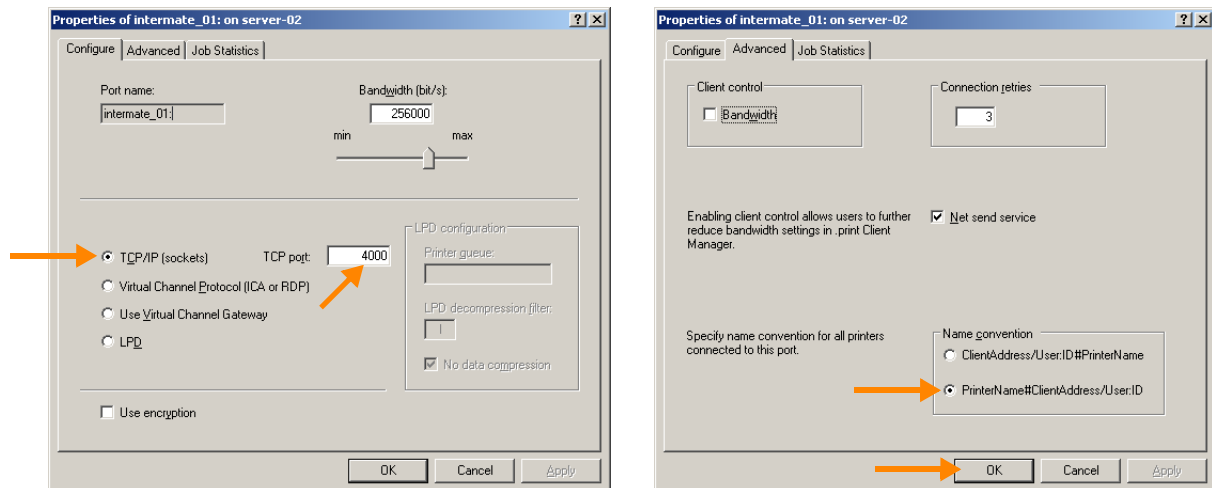 Properties of intermate_01: on server-02
Configure Advanced Job Statistics
Port name:
intermate_01:
Bandwidth (bit/s):
256000
min max
TCP/IP (sockets) TCP port: 4000
Virtual Channel Protocol (ICA or RDP)
Use Virtual Channel Gateway
LPD
LPD configuration
Printer queue:
LPD decompression filter:
l
No data compression
Use encryption
OK Cancel Apply
Properties of intermate_01: on server-02
Configure Advanced Job Statistics
Client control
Bandwidth
Connection retries
3
Enabling client control allows users to further
reduce bandwidth settings in .print Client
Manager.
Net send service
Specify name convention for all printers
connected to this port.
Name convention
ClientAddress/User:ID#PrinterName
PrinterName#ClientAddress/User:ID
OK Cancel Apply